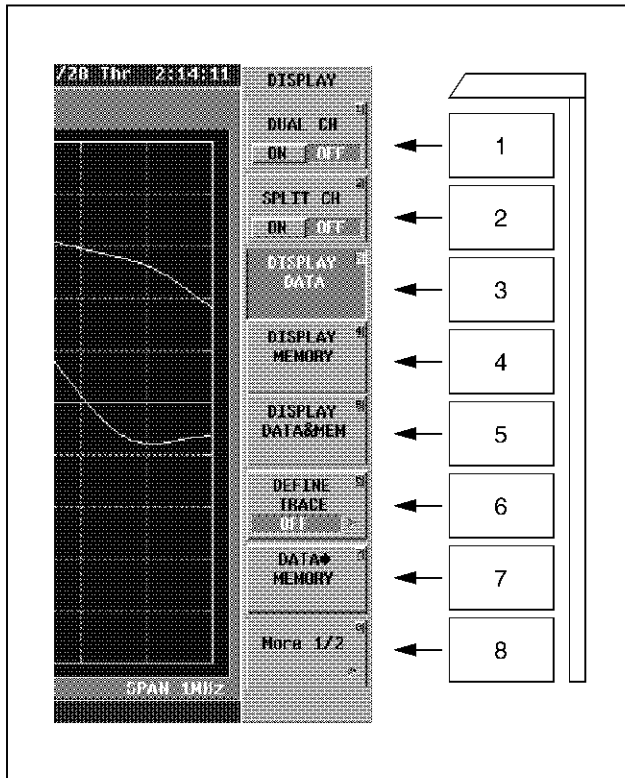 /20 Thr 2:14:11
DISPLAY
DUAL CH
ON OFF
1
SPLIT CH
ON OFF
2
DISPLAY
DATA
3
DISPLAY
MEMORY
4
DISPLAY
DATA&MEM
5
DEFINE
TRACE
OFF
6
DATA→
MEMORY
7
More 1/2
8
SPAN 1MHz